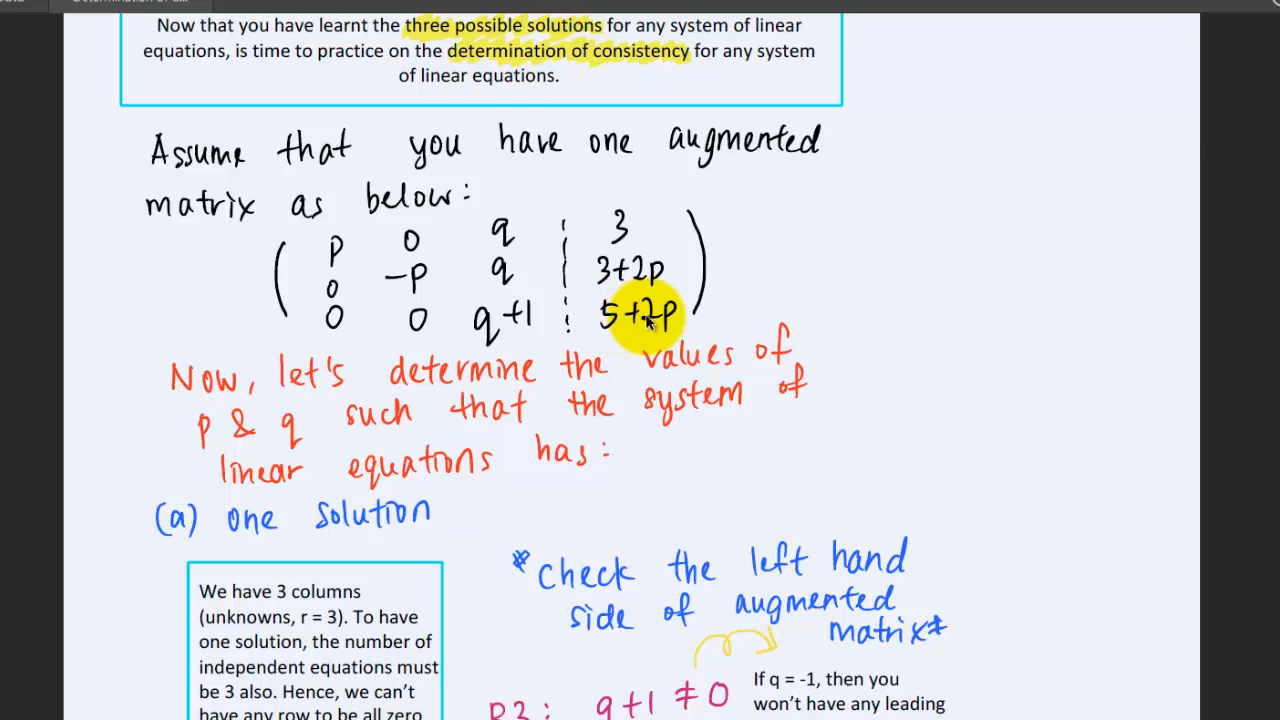 Now that you have learnt the three possible solutions for any system of linear
equations, is time to practice on the determination of consistency for any system
of linear equations.
Assume that you have one augmented
matrix as below:
p 0 q 3
0 -p q 3+2p
0 0 q+1 5+2p
Now, let's determine the values of
p & q such that the system of
linear equations has:
(a) one solution
We have 3 columns
(unknowns, r = 3). To have
one solution, the number of
independent equations must
be 3 also. Hence, we can't
have any row to be all zero
*Check the left hand
side of augmented
matrix*
R3: q+1 ≠ 0
If q = -1, then you
won't have any leading